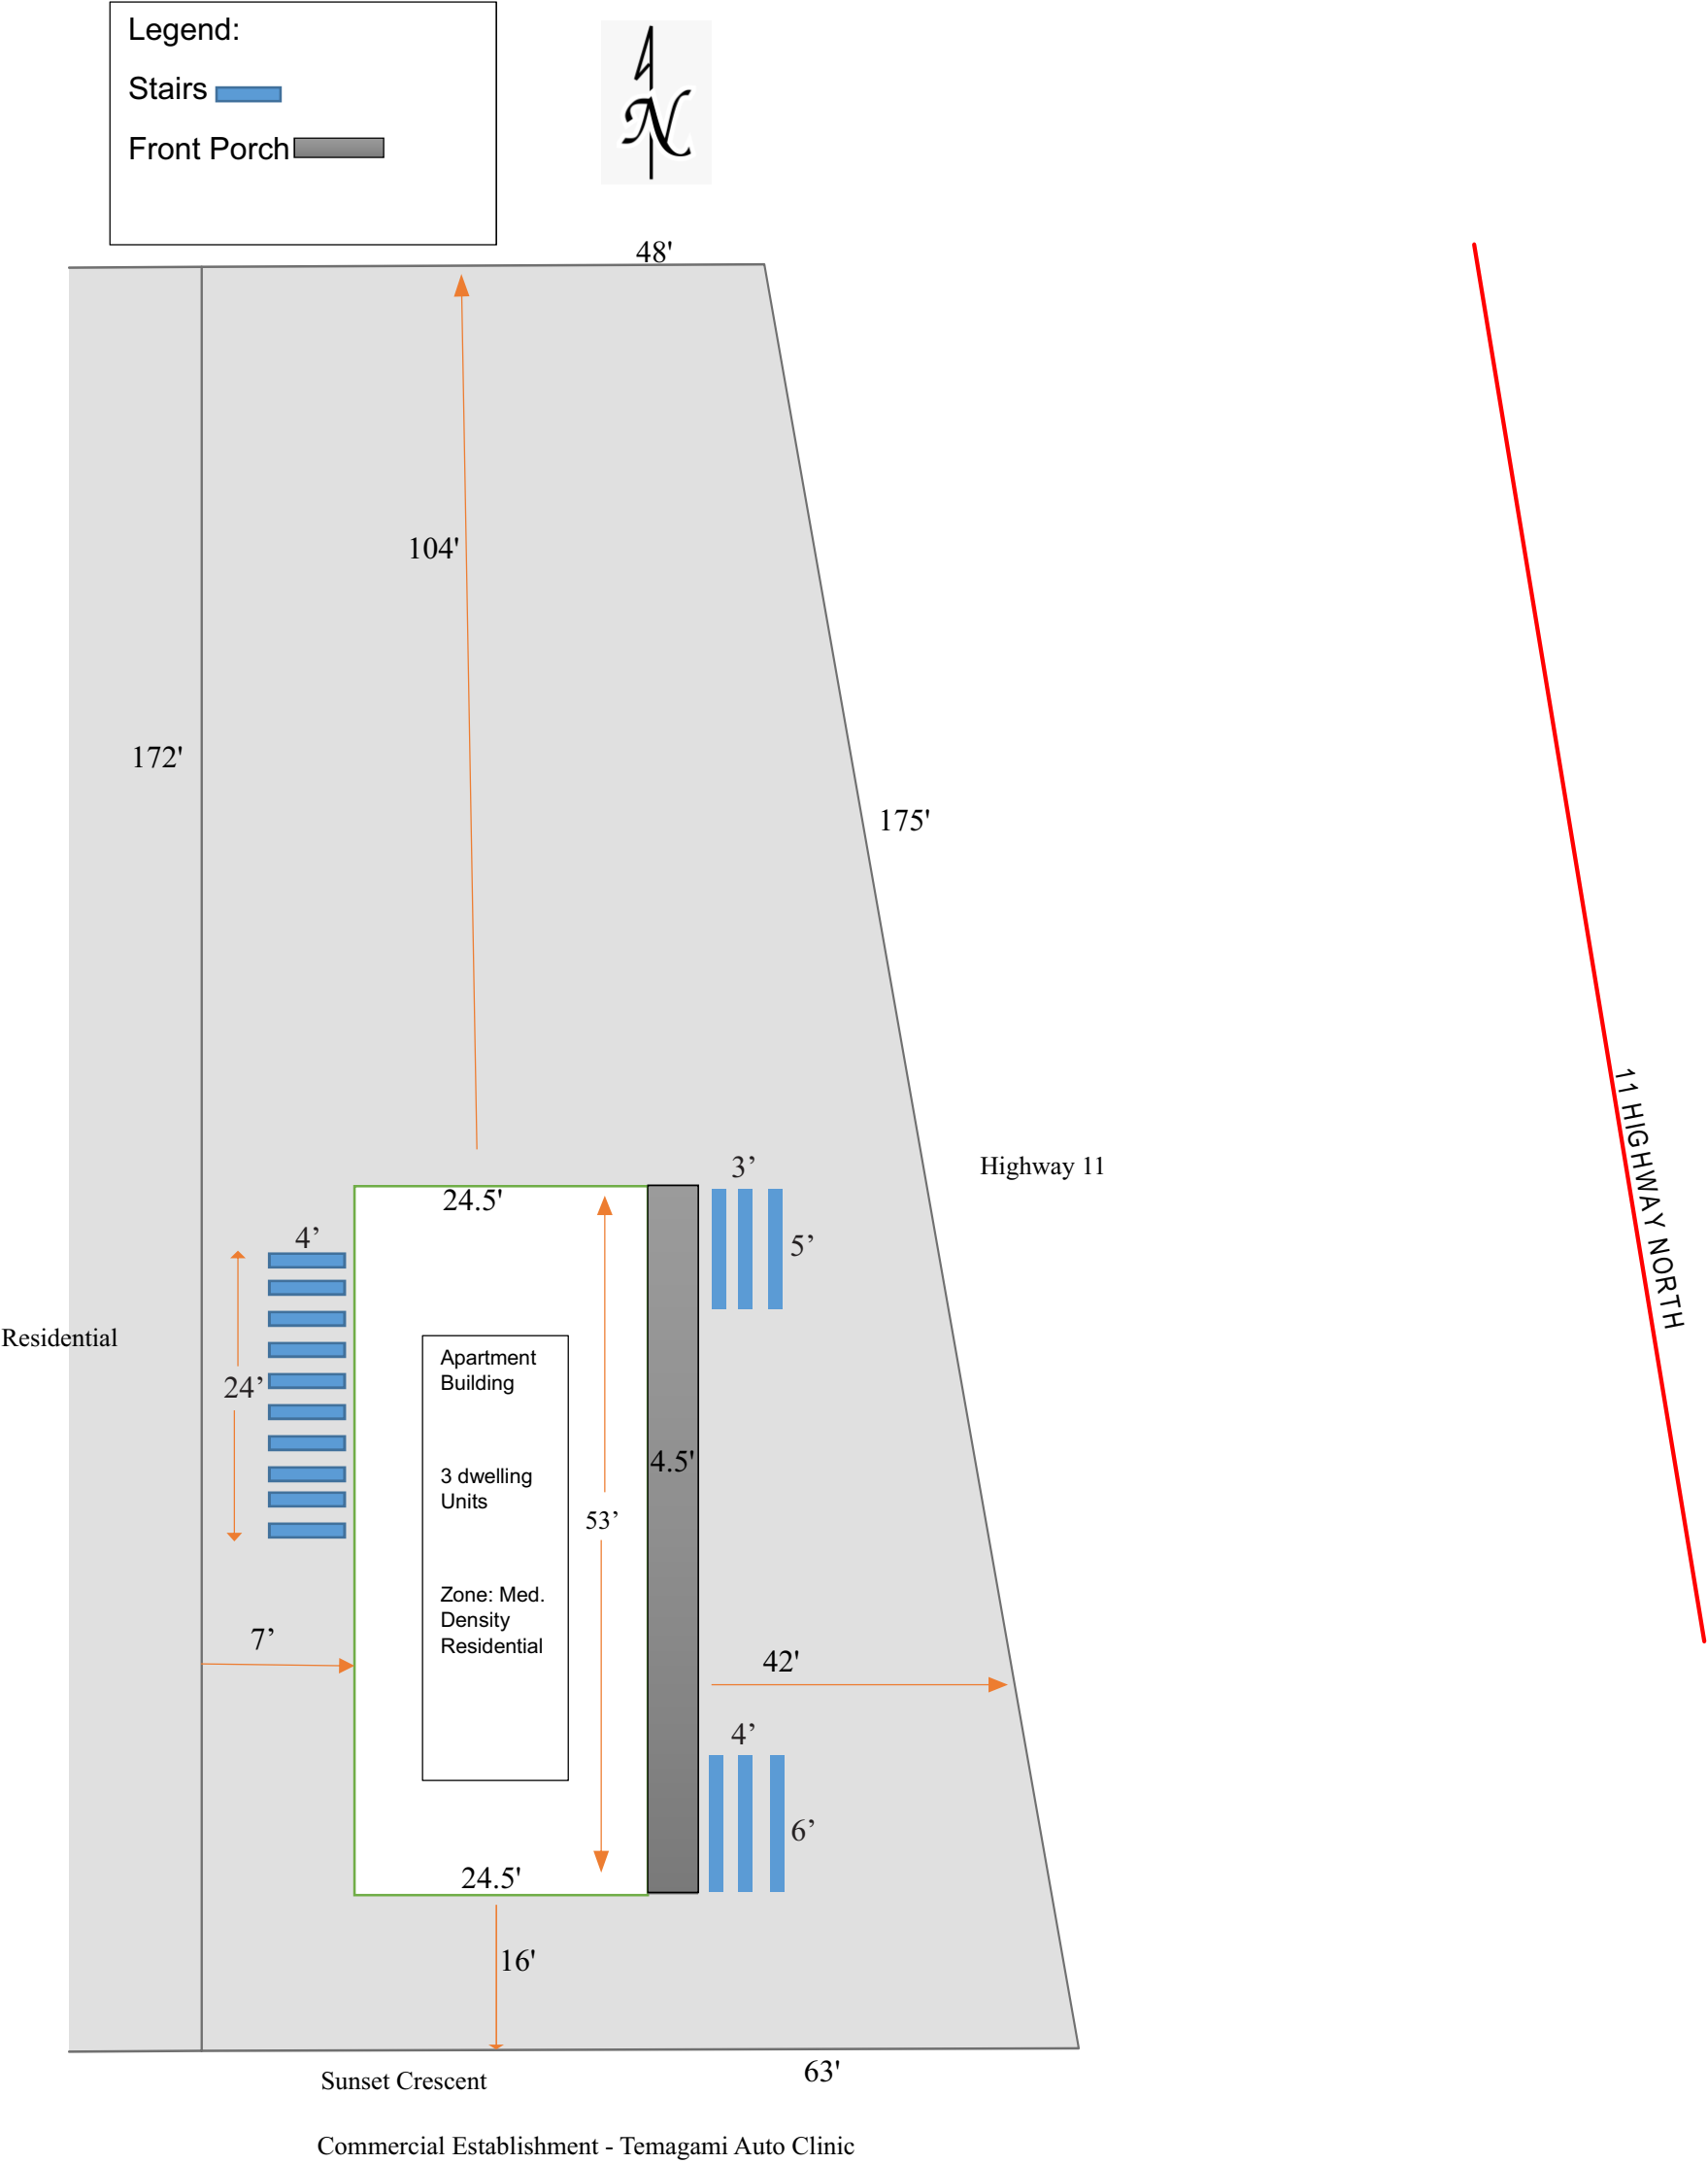 Legend:
Stairs
Front Porch
N
48'
104'
172'
175'
Highway 11
11 HIGHWAY NORTH
3’
24.5'
5’
4’
Residential
24’
Apartment
Building
3 dwelling
Units
4.5'
53’
Zone: Med.
Density
Residential
7’
42'
4’
6’
24.5'
16'
63'
Sunset Crescent
Commercial Establishment - Temagami Auto Clinic